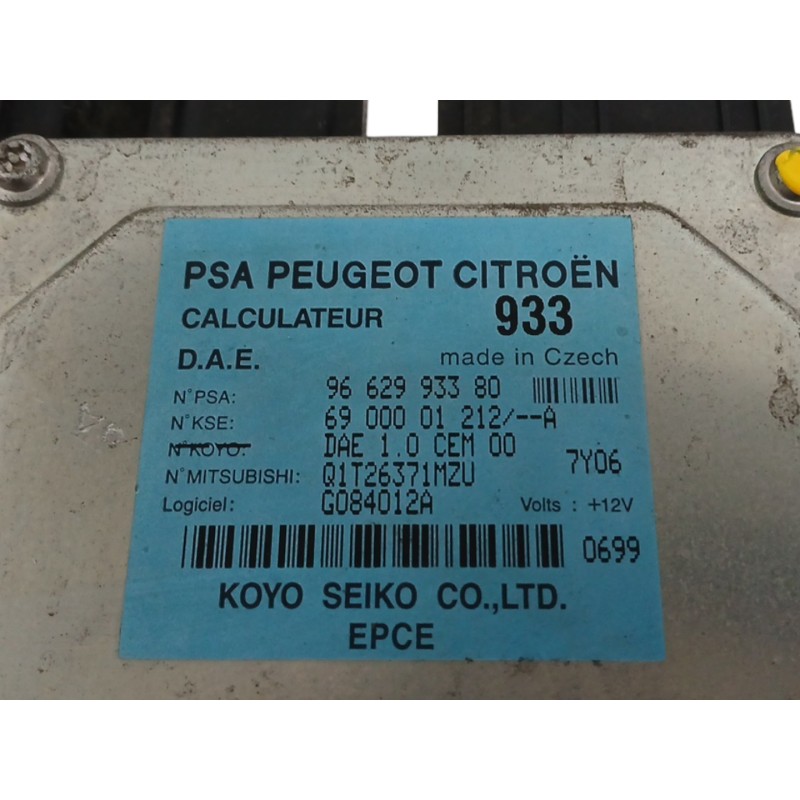 PSA PEUGEOT CITROËN
CALCULATEUR 933
D.A.E. made in Czech
N°PSA: 96 629 933 80
N°KSE: 69 000 01 212/--A
N°KOYO: DAE 1.0 CEM 00
N°MITSUBISHI: Q1T26371MZU 7Y06
Logiciel: G084012A Volts : +12V
0699
KOYO SEIKO CO.,LTD.
EPCE